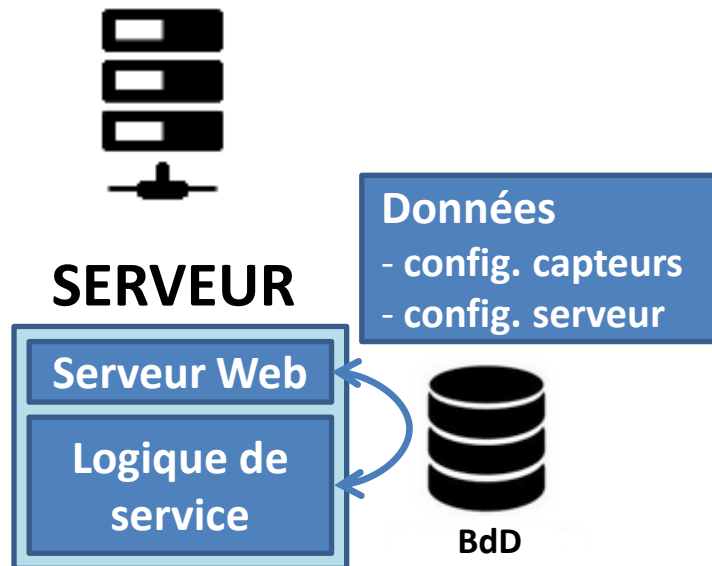 SERVEUR
Serveur Web
Logique de
service
Données
- config. capteurs
- config. serveur
BdD